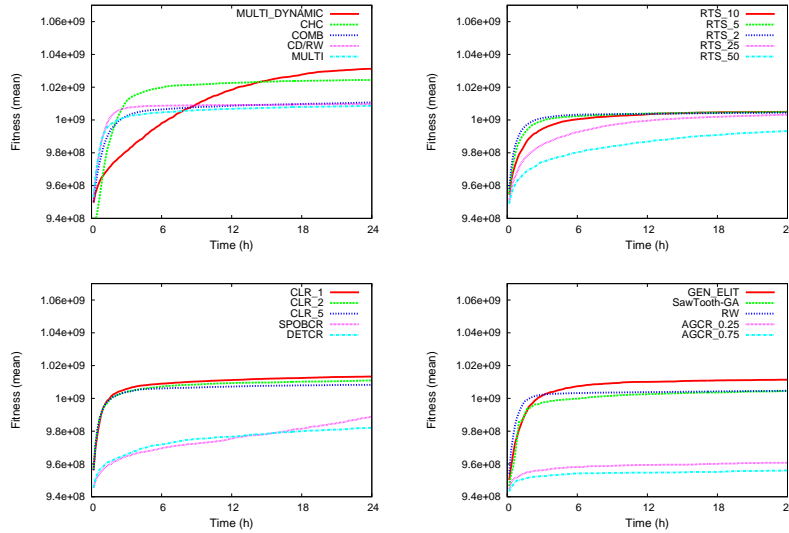 MULTI_DYNAMIC
CHC
COMB
CD/RW
MULTI
1.06e+09
1.04e+09
1.02e+09
1e+09
9.8e+08
9.6e+08
9.4e+08
Fitness (mean)
0 6 12 18 24
Time (h)
RTS_10
RTS_5
RTS_2
RTS_25
RTS_50
1.06e+09
1.04e+09
1.02e+09
1e+09
9.8e+08
9.6e+08
9.4e+08
Fitness (mean)
0 6 12 18 2
Time (h)
CLR_1
CLR_2
CLR_5
SPOBCR
DETCR
1.06e+09
1.04e+09
1.02e+09
1e+09
9.8e+08
9.6e+08
9.4e+08
Fitness (mean)
0 6 12 18 24
Time (h)
GEN_ELIT
SawTooth-GA
RW
AGCR_0.25
AGCR_0.75
1.06e+09
1.04e+09
1.02e+09
1e+09
9.8e+08
9.6e+08
9.4e+08
Fitness (mean)
0 6 12 18 2
Time (h)